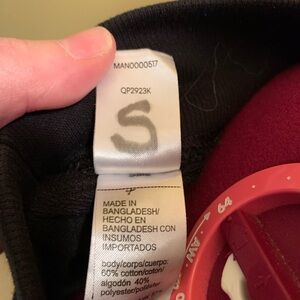 MAN0000517
QP2923K
S
MADE IN
BANGLADESH/
HECHO EN
BANGLADESH CON
INSUMOS
IMPORTADOS
body/corps/cuerpo:
60% cotton/coton/
algodón 40%
polyester/polyester
64
AW